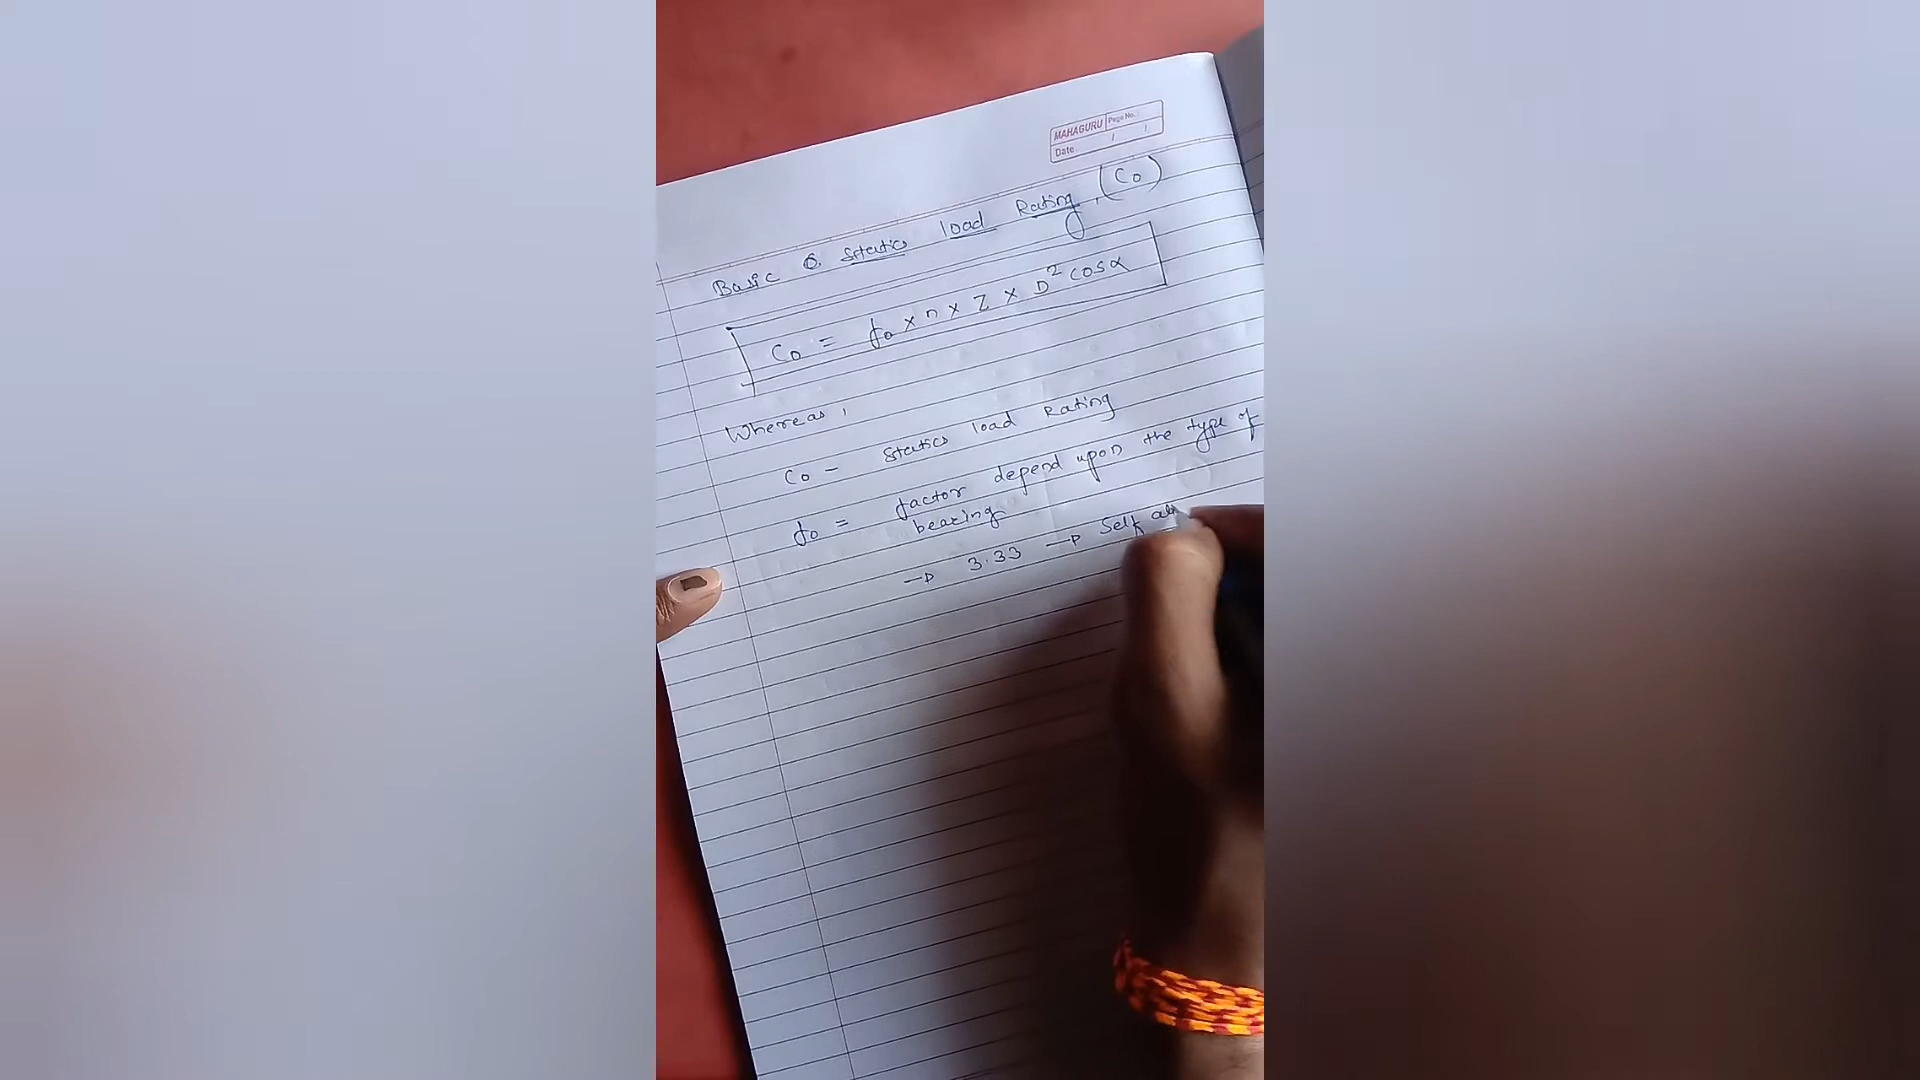 MAHAGURU Page No.
Date / /
Basic Statics load Rating, (Co)
Co = fo × n × Z × D² cosα
Whereas,
Co - Statics load Rating
fo = factor depend upon the type of
bearing
→ 3.33 → Self al